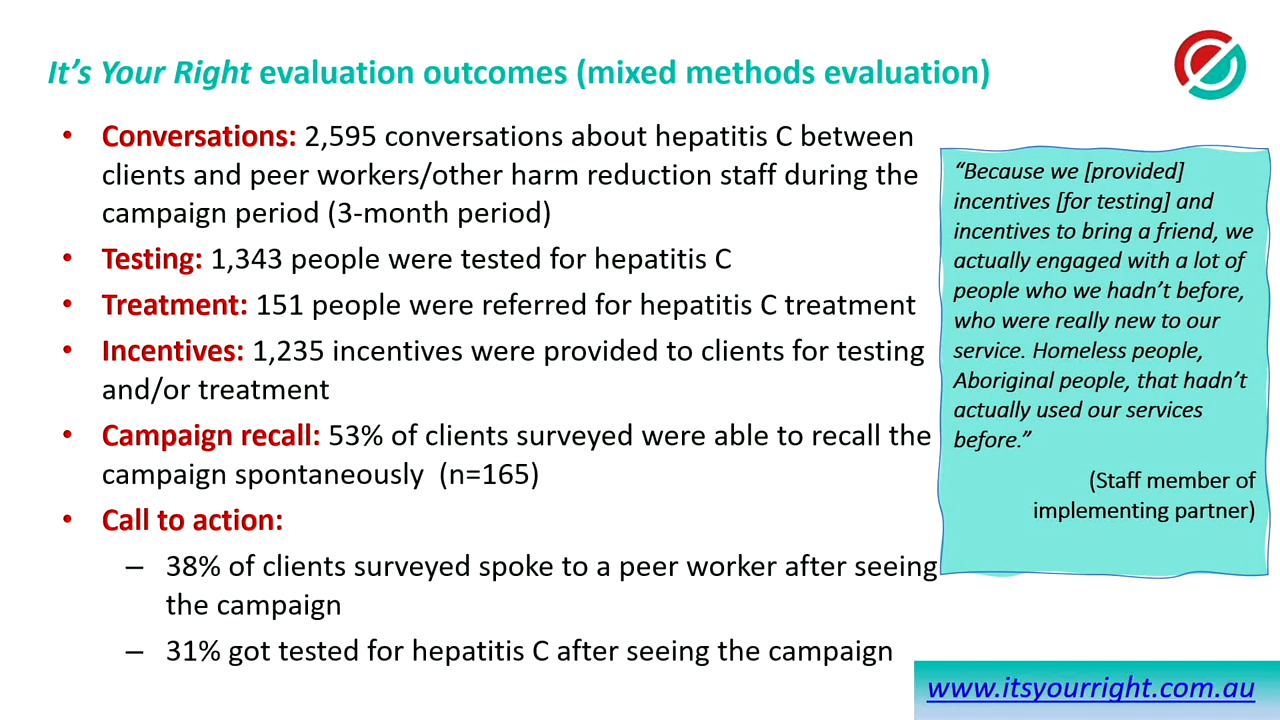 It’s Your Right evaluation outcomes (mixed methods evaluation)
• Conversations: 2,595 conversations about hepatitis C between
clients and peer workers/other harm reduction staff during the
campaign period (3-month period)
• Testing: 1,343 people were tested for hepatitis C
• Treatment: 151 people were referred for hepatitis C treatment
• Incentives: 1,235 incentives were provided to clients for testing
and/or treatment
• Campaign recall: 53% of clients surveyed were able to recall the
campaign spontaneously (n=165)
• Call to action:
– 38% of clients surveyed spoke to a peer worker after seeing
the campaign
– 31% got tested for hepatitis C after seeing the campaign
“Because we [provided]
incentives [for testing] and
incentives to bring a friend, we
actually engaged with a lot of
people who we hadn’t before,
who were really new to our
service. Homeless people,
Aboriginal people, that hadn’t
actually used our services
before.”
(Staff member of
implementing partner)
www.itsyourright.com.au